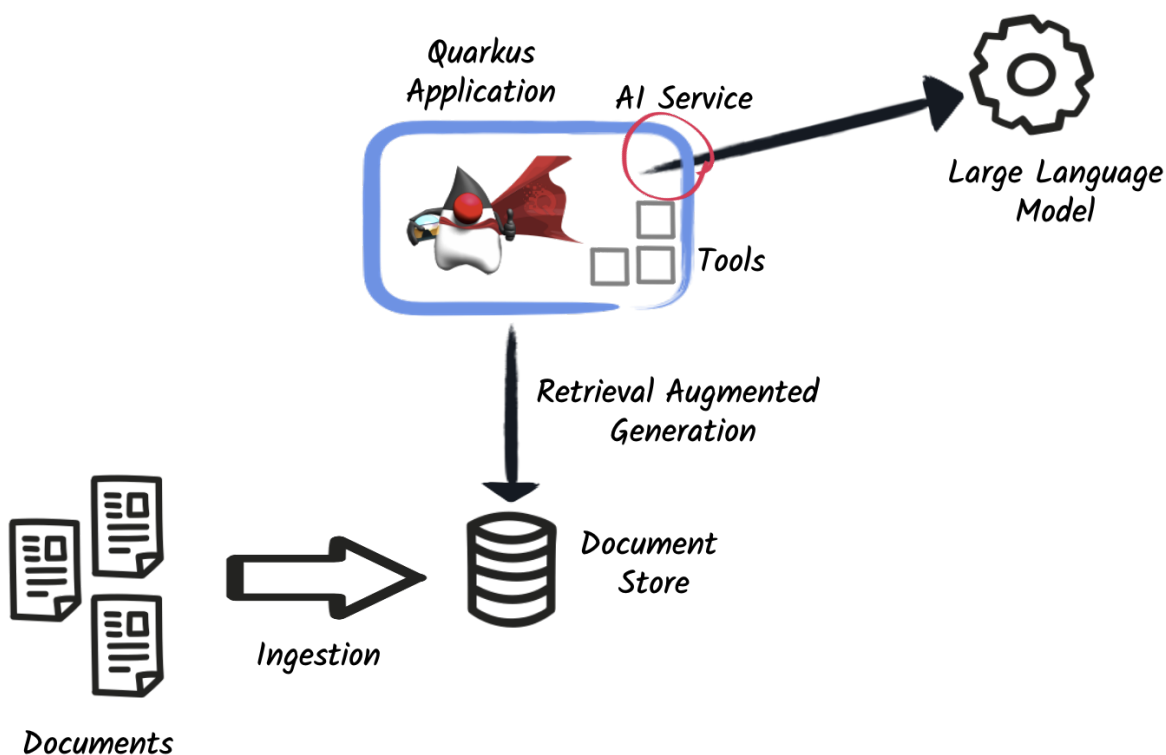 Quarkus
Application
AI Service
Large Language
Model
Tools
Retrieval Augmented
Generation
Document
Store
Ingestion
Documents